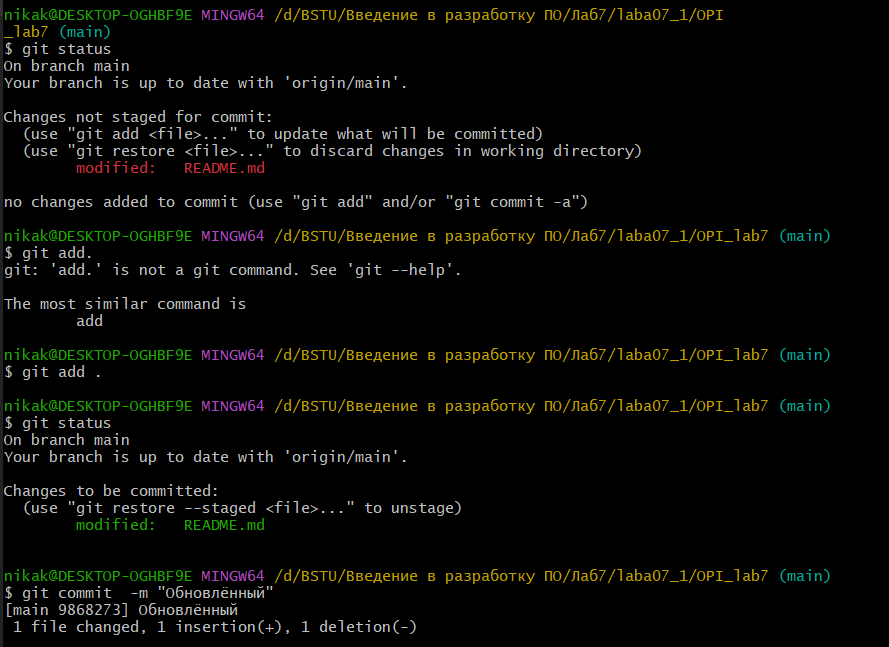 nikak@DESKTOP-OGHBF9E MINGW64 /d/BSTU/Введение в разработку ПО/Лаб7/laba07_1/OPI
_lab7 (main)
$ git status
On branch main
Your branch is up to date with 'origin/main'.
Changes not staged for commit:
(use "git add <file>..." to update what will be committed)
(use "git restore <file>..." to discard changes in working directory)
modified: README.md
no changes added to commit (use "git add" and/or "git commit -a")
nikak@DESKTOP-OGHBF9E MINGW64 /d/BSTU/Введение в разработку ПО/Лаб7/laba07_1/OPI_lab7 (main)
$ git add.
git: 'add.' is not a git command. See 'git --help'.
The most similar command is
add
nikak@DESKTOP-OGHBF9E MINGW64 /d/BSTU/Введение в разработку ПО/Лаб7/laba07_1/OPI_lab7 (main)
$ git add .
nikak@DESKTOP-OGHBF9E MINGW64 /d/BSTU/Введение в разработку ПО/Лаб7/laba07_1/OPI_lab7 (main)
$ git status
On branch main
Your branch is up to date with 'origin/main'.
Changes to be committed:
(use "git restore --staged <file>..." to unstage)
modified: README.md
nikak@DESKTOP-OGHBF9E MINGW64 /d/BSTU/Введение в разработку ПО/Лаб7/laba07_1/OPI_lab7 (main)
$ git commit  -m "Обновлённый"
[main 9868273] Обновлённый
1 file changed, 1 insertion(+), 1 deletion(-)